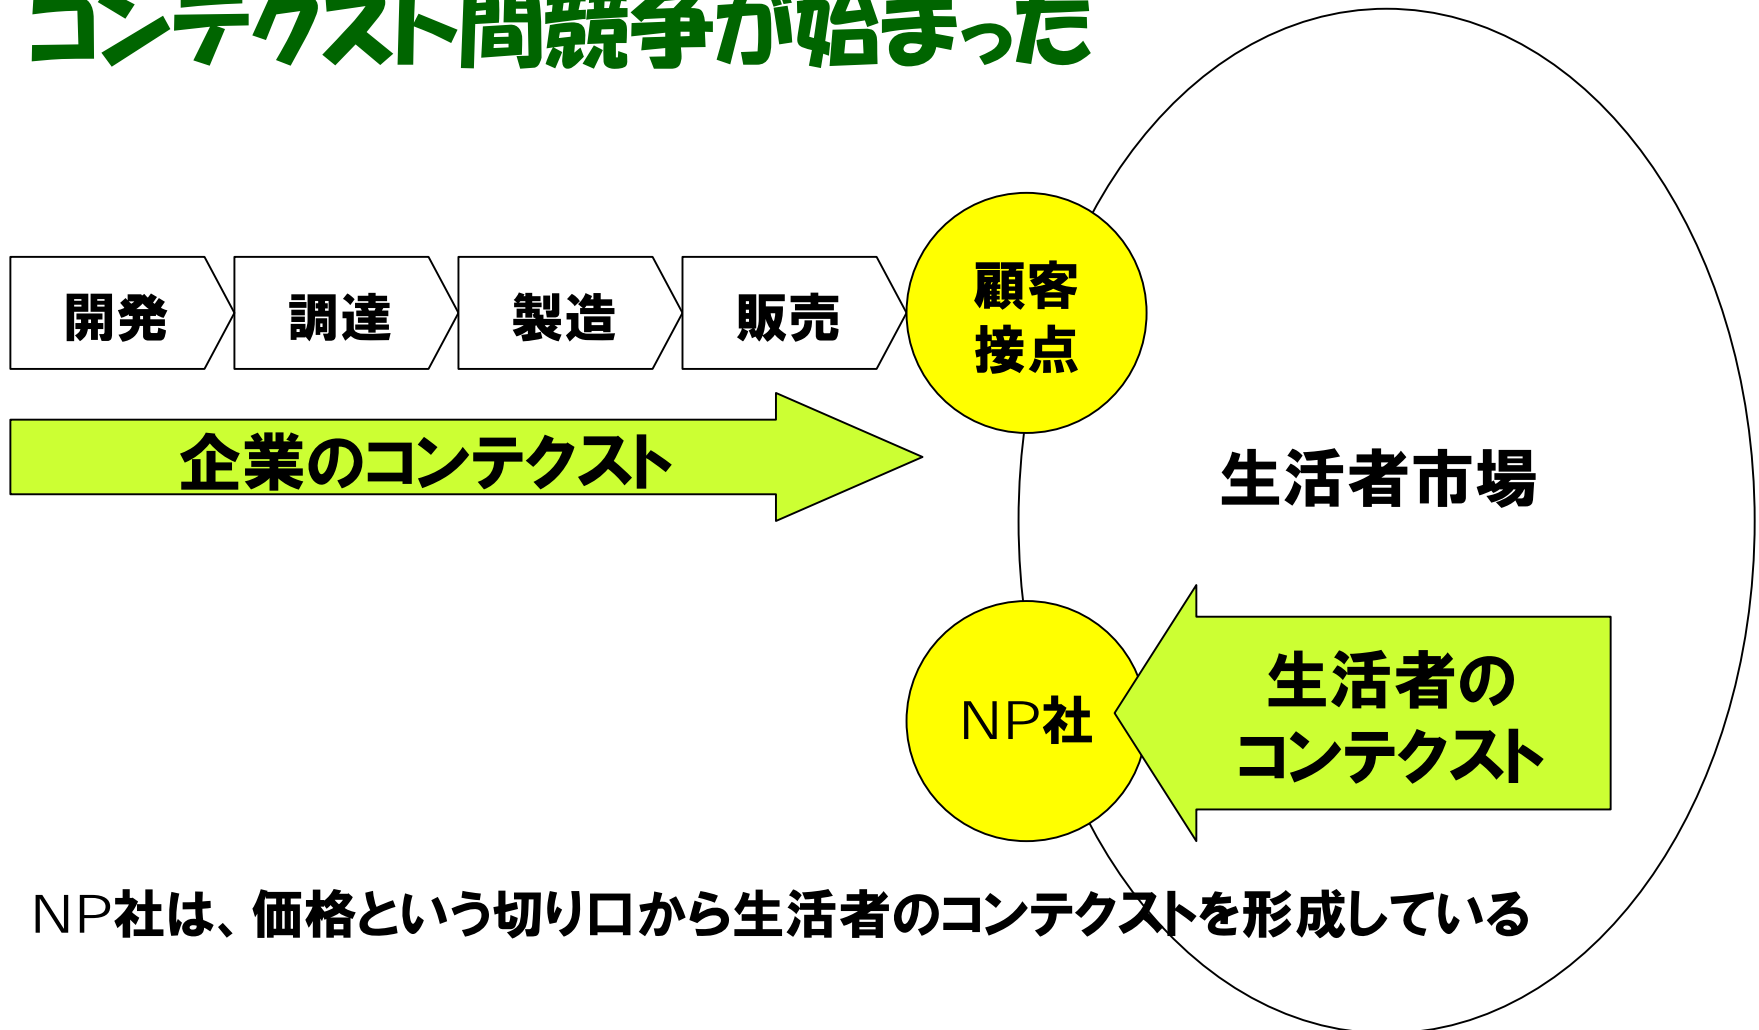 コンテクスト間競争が始まった
開発
調達
製造
販売
顧客
接点
企業のコンテクスト
生活者市場
NP社
生活者の
コンテクスト
NP社は、価格という切り口から生活者のコンテクストを形成している